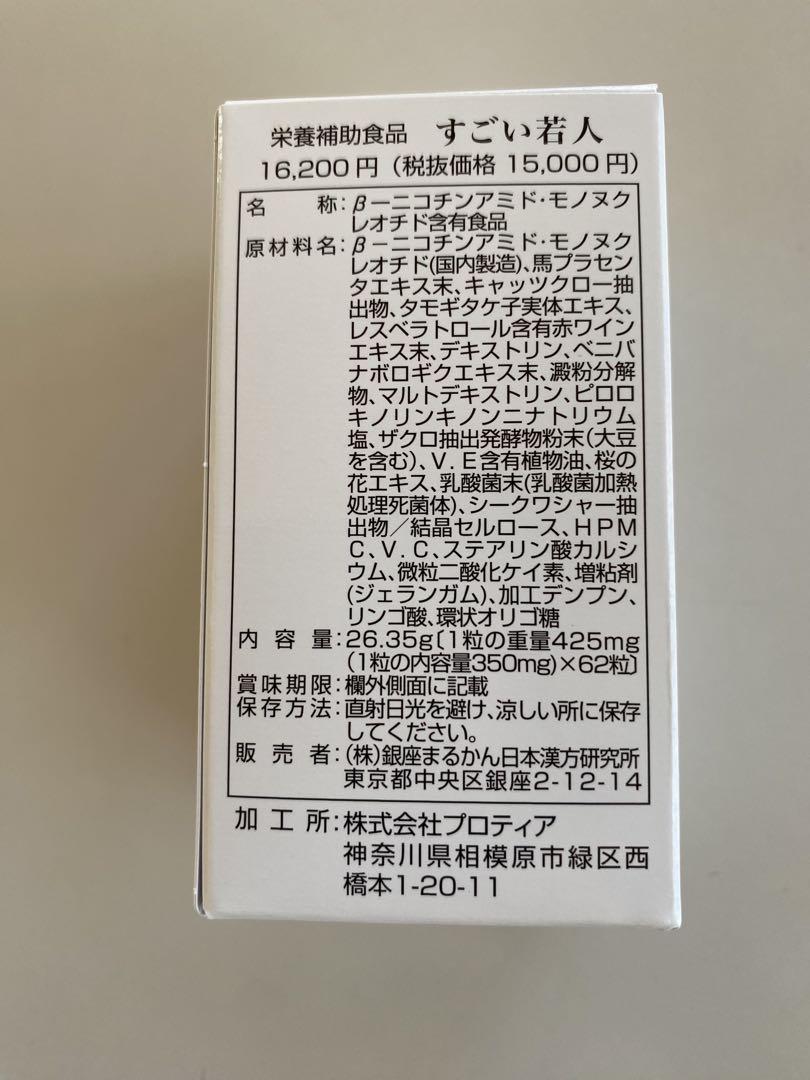 栄養補助食品 すごい若人
16,200円(税抜価格 15,000円)
名称:β-ニコチンアミド・モノヌク
レオチド含有食品
原材料名:β-ニコチンアミド・モノヌク
レオチド(国内製造)、馬プラセン
タエキス末、キャッツクロー抽
出物、タモギタケ子実体エキス、
レスベラトロール含有赤ワイン
エキス末、デキストリン、ベニバ
ナボロギクエキス末、澱粉分解
物、マルトデキストリン、ピロロ
キノリンキノンニナトリウム
塩、ザクロ抽出発酵物粉末(大豆
を含む)、V.E含有植物油、桜の
花エキス、乳酸菌末(乳酸菌加熱
処理死菌体)、シークワシャー抽
出物/結晶セルロース、HPM
C、V.C、ステアリン酸カルシ
ウム、微粒二酸化ケイ素、増粘剤
(ジェランガム)、加工デンプン、
リンゴ酸、環状オリゴ糖
内容量:26.35g〔1粒の重量425mg
(1粒の内容量350mg)×62粒〕
賞味期限:欄外側面に記載
保存方法:直射日光を避け、涼しい所に保存
してください。
販売者:(株)銀座まるかん日本漢方研究所
東京都中央区銀座2-12-14
加工所:株式会社プロティア
神奈川県相模原市緑区西
橋本1-20-11